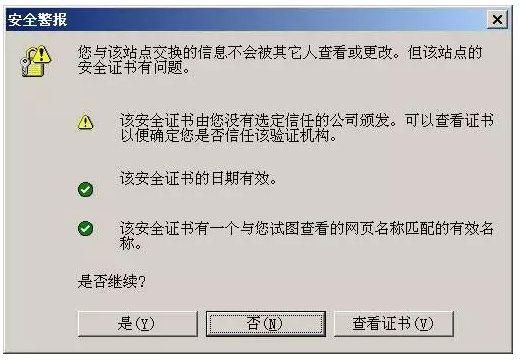 安全警报
您与该站点交换的信息不会被其它人查看或更改。但该站点的
安全证书有问题。
该安全证书由您没有选定信任的公司颁发。可以查看证书
以便确定您是否信任该验证机构。
该安全证书的日期有效。
该安全证书有一个与您试图查看的网页名称匹配的有效名
称。
是否继续?
是(Y)
否(N)
查看证书(V)